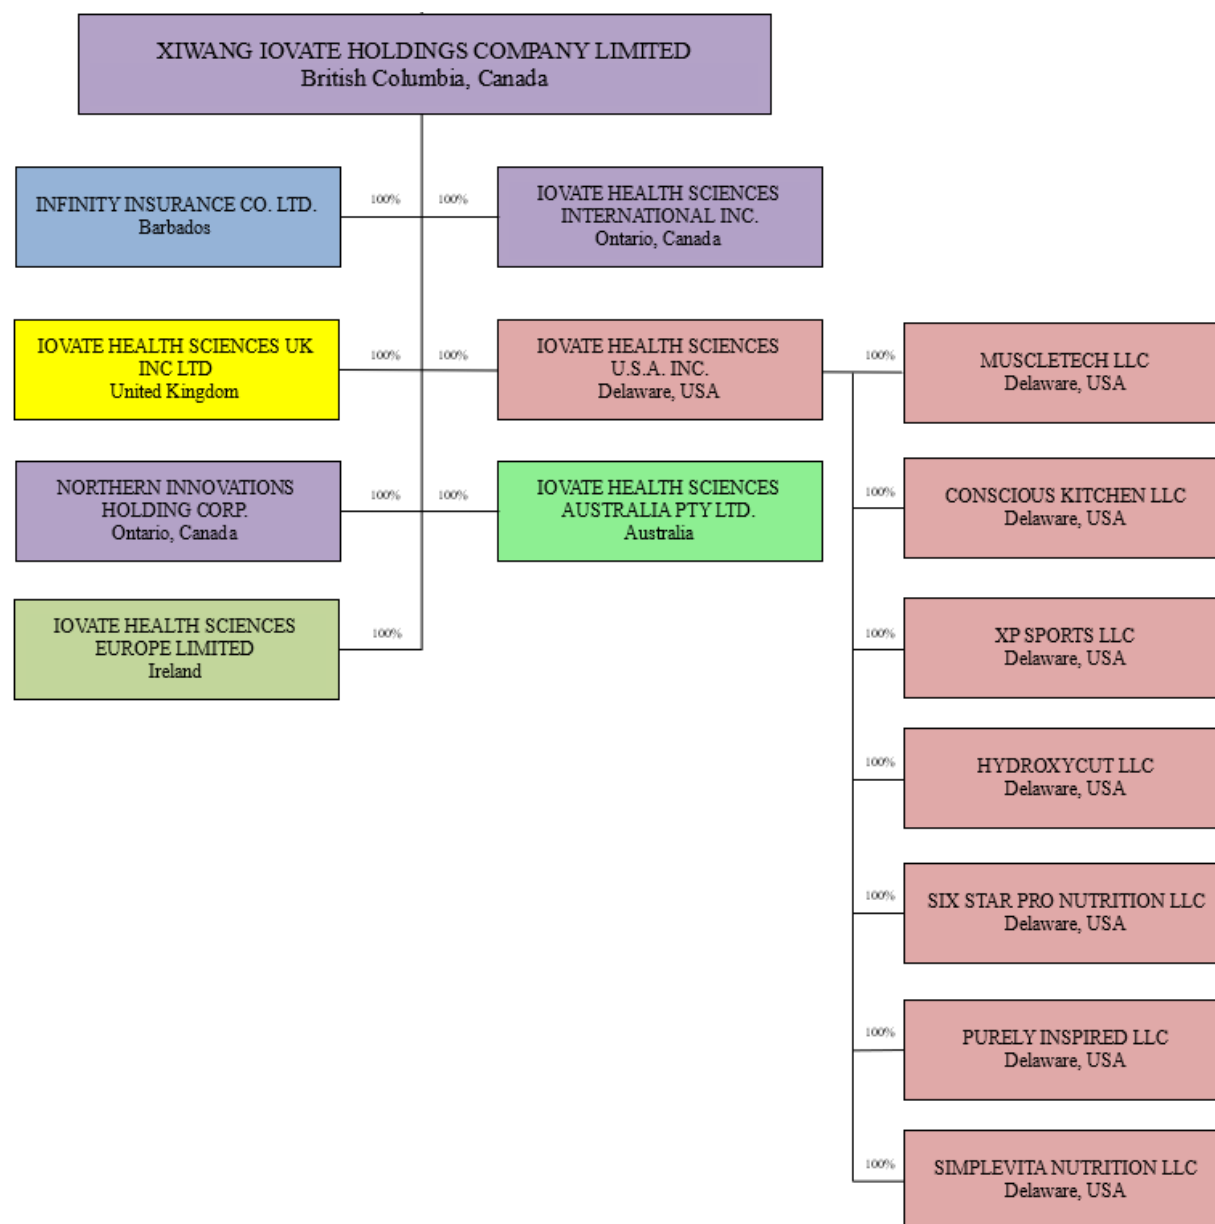 XIWANG IOVATE HOLDINGS COMPANY LIMITED
British Columbia, Canada
INFINITY INSURANCE CO. LTD.
Barbados
100%
100%
IOVATE HEALTH SCIENCES
INTERNATIONAL INC.
Ontario, Canada
IOVATE HEALTH SCIENCES UK
INC LTD
United Kingdom
100%
100%
IOVATE HEALTH SCIENCES
U.S.A. INC.
Delaware, USA
100%
MUSCLETECH LLC
Delaware, USA
NORTHERN INNOVATIONS
HOLDING CORP.
Ontario, Canada
100%
100%
IOVATE HEALTH SCIENCES
AUSTRALIA PTY LTD.
Australia
100%
CONSCIOUS KITCHEN LLC
Delaware, USA
IOVATE HEALTH SCIENCES
EUROPE LIMITED
Ireland
100%
100%
XP SPORTS LLC
Delaware, USA
100%
HYDROXYCUT LLC
Delaware, USA
100%
SIX STAR PRO NUTRITION LLC
Delaware, USA
100%
PURELY INSPIRED LLC
Delaware, USA
100%
SIMPLEVITA NUTRITION LLC
Delaware, USA